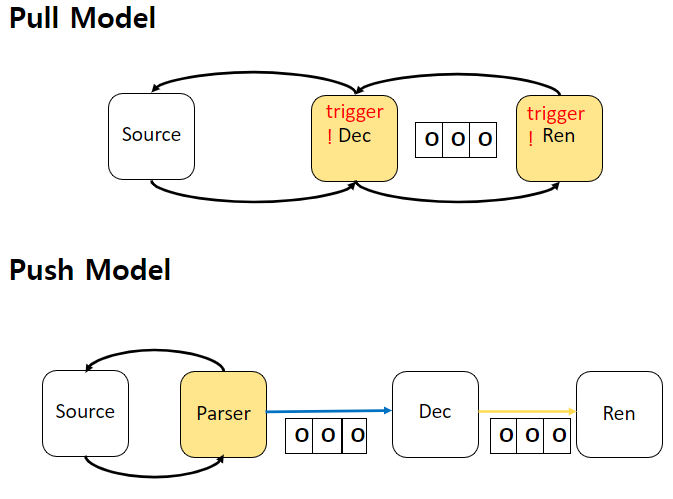 Pull Model
Source
trigger
! Dec
o o o
trigger
! Ren
Push Model
Source
Parser
o o o
Dec
o o o
Ren